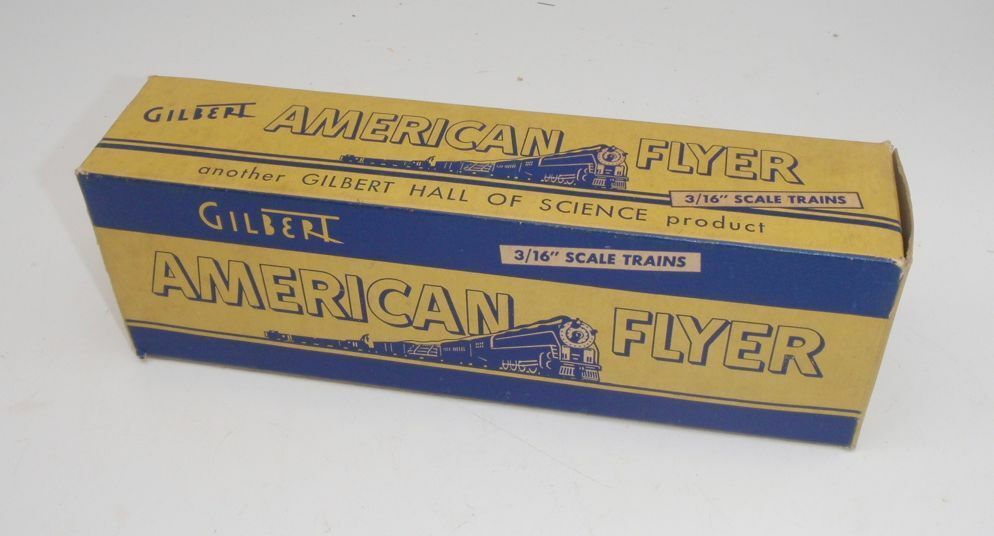 GILBERT AMERICAN FLYER
3/16" SCALE TRAINS
another GILBERT HALL OF SCIENCE product
GILBERT
3/16" SCALE TRAINS
AMERICAN FLYER